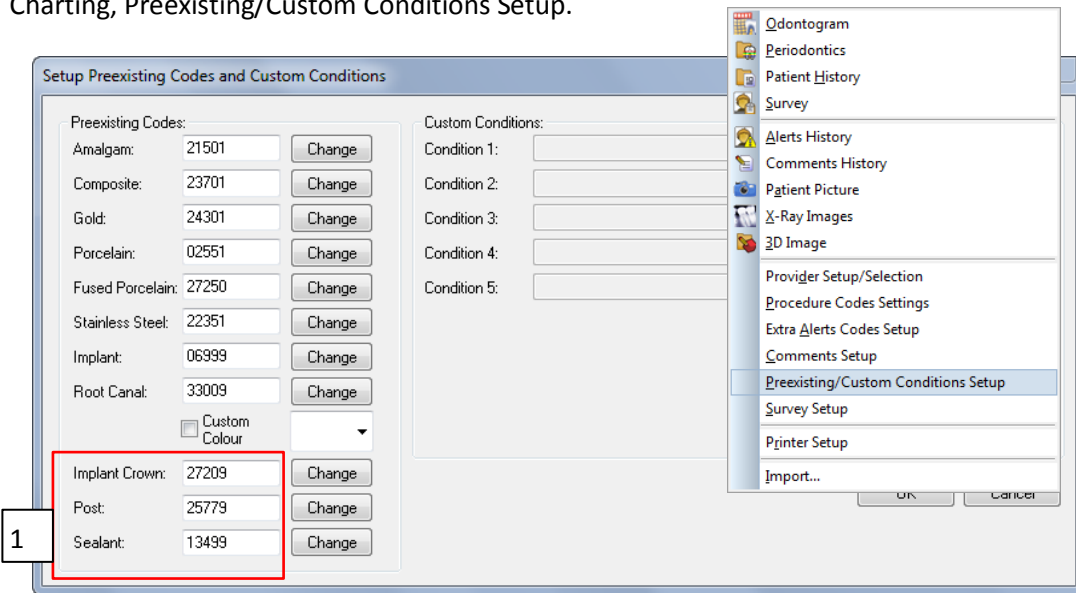 Charting, Preexisting/Custom Conditions Setup.
Setup Preexisting Codes and Custom Conditions
Preexisting Codes:
Amalgam: 21501 Change
Composite: 23701 Change
Gold: 24301 Change
Porcelain: 02551 Change
Fused Porcelain: 27250 Change
Stainless Steel: 22351 Change
Implant: 06999 Change
Root Canal: 33009 Change
Custom
Colour
Implant Crown: 27209 Change
Post: 25779 Change
Sealant: 13499 Change
1
Custom Conditions:
Condition 1:
Condition 2:
Condition 3:
Condition 4:
Condition 5:
OK Cancel
Odontogram
Periodontics
Patient History
Survey
Alerts History
Comments History
Patient Picture
X-Ray Images
3D Image
Provider Setup/Selection
Procedure Codes Settings
Extra Alerts Codes Setup
Comments Setup
Preexisting/Custom Conditions Setup
Survey Setup
Printer Setup
Import...